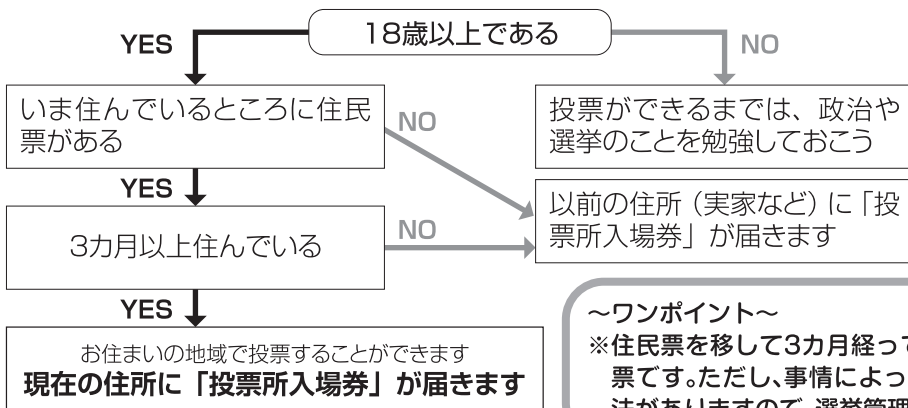 18歳以上である
YES
NO
いま住んでいるところに住民
票がある
NO
投票ができるまでは、政治や
選挙のことを勉強しておこう
YES
以前の住所（実家など）に「投
票所入場券」が届きます
3カ月以上住んでいる
NO
YES
お住まいの地域で投票することができます
現在の住所に「投票所入場券」が届きます
～ワンポイント～
※住民票を移して3カ月経って
票です。ただし、事情によっ
法がありますので、選挙管理